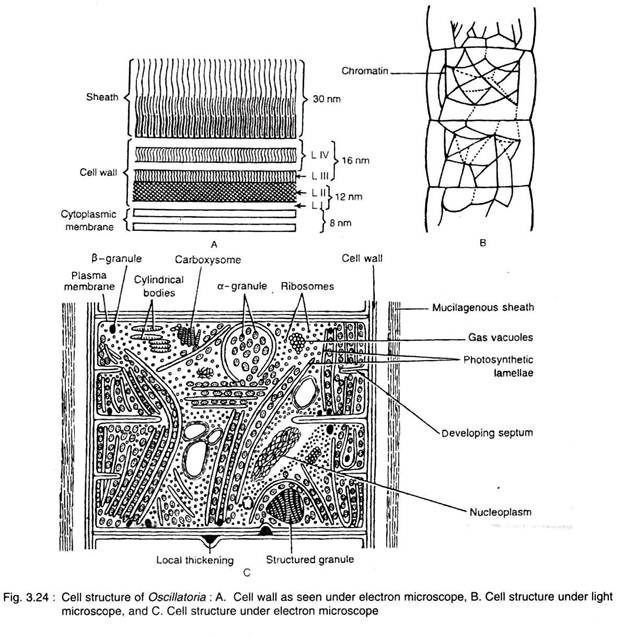 Sheath
30 nm
Cell wall
L IV
16 nm
L III
L II
12 nm
L I
Cytoplasmic
membrane
8 nm
A
Chromatin
B
β-granule
Carboxysome
Cell wall
Plasma
membrane
Cylindrical
bodies
α-granule
Ribosomes
Mucilagenous sheath
Gas vacuoles
Photosynthetic
lamellae
Developing septum
Nucleoplasm
Local thickening
Structured granule
C
Fig. 3.24 : Cell structure of Oscillatoria : A. Cell wall as seen under electron microscope, B. Cell structure under light
microscope, and C. Cell structure under electron microscope